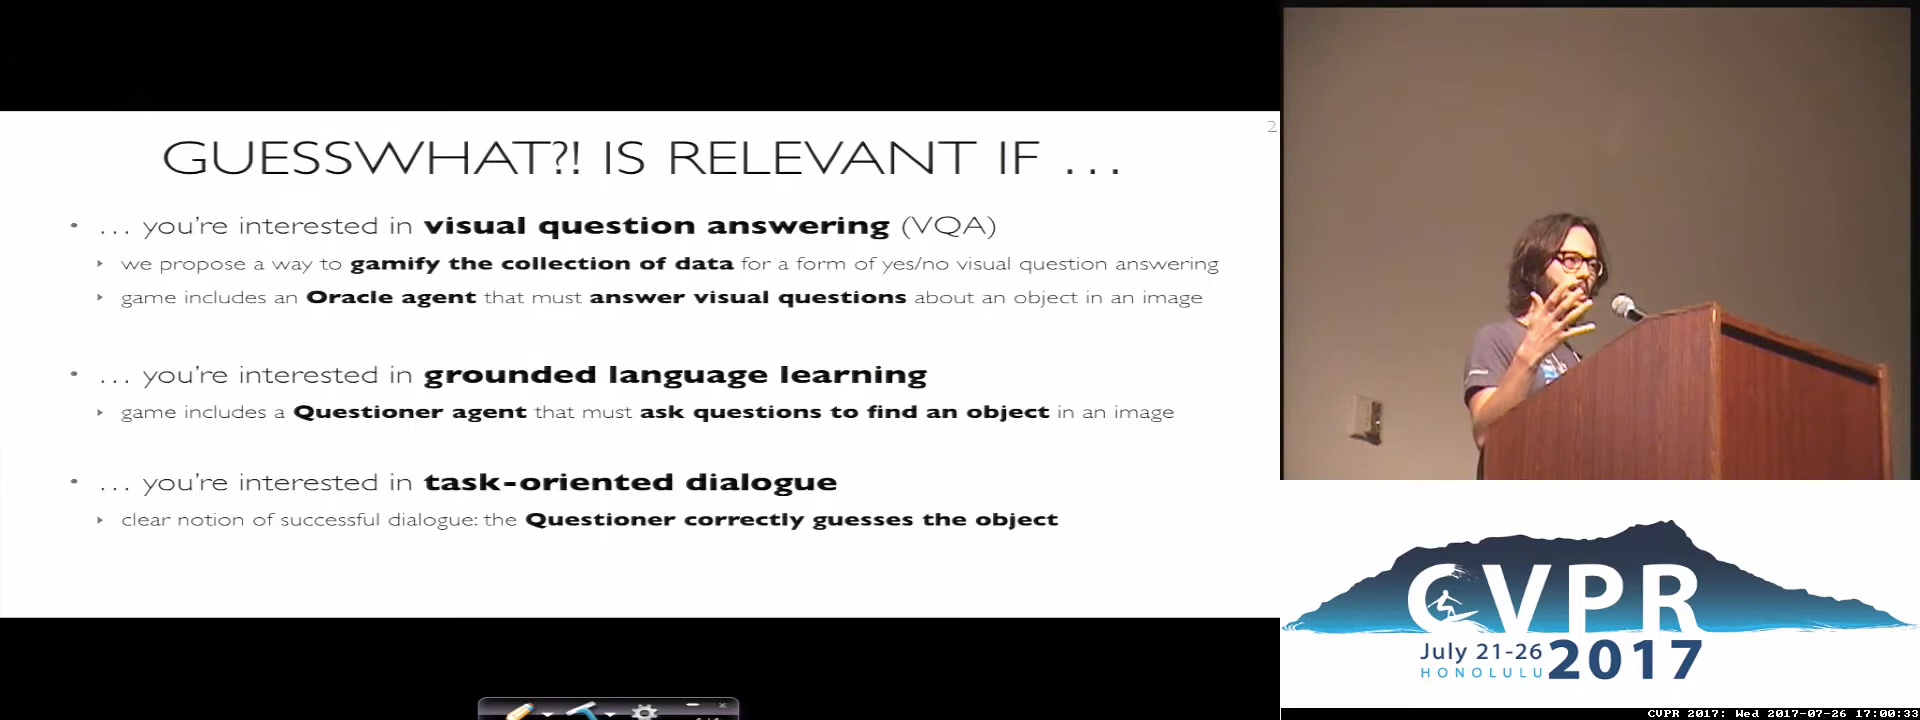 2
GUESSWHAT?! IS RELEVANT IF ...
• ... you're interested in visual question answering (VQA)
‣ we propose a way to gamify the collection of data for a form of yes/no visual question answering
‣ game includes an Oracle agent that must answer visual questions about an object in an image
• ... you're interested in grounded language learning
‣ game includes a Questioner agent that must ask questions to find an object in an image
• ... you're interested in task-oriented dialogue
‣ clear notion of successful dialogue: the Questioner correctly guesses the object
CVPR
July 21-26
HONOLULU
2017
CVPR 2017: Wed 2017-07-26 17:00:33